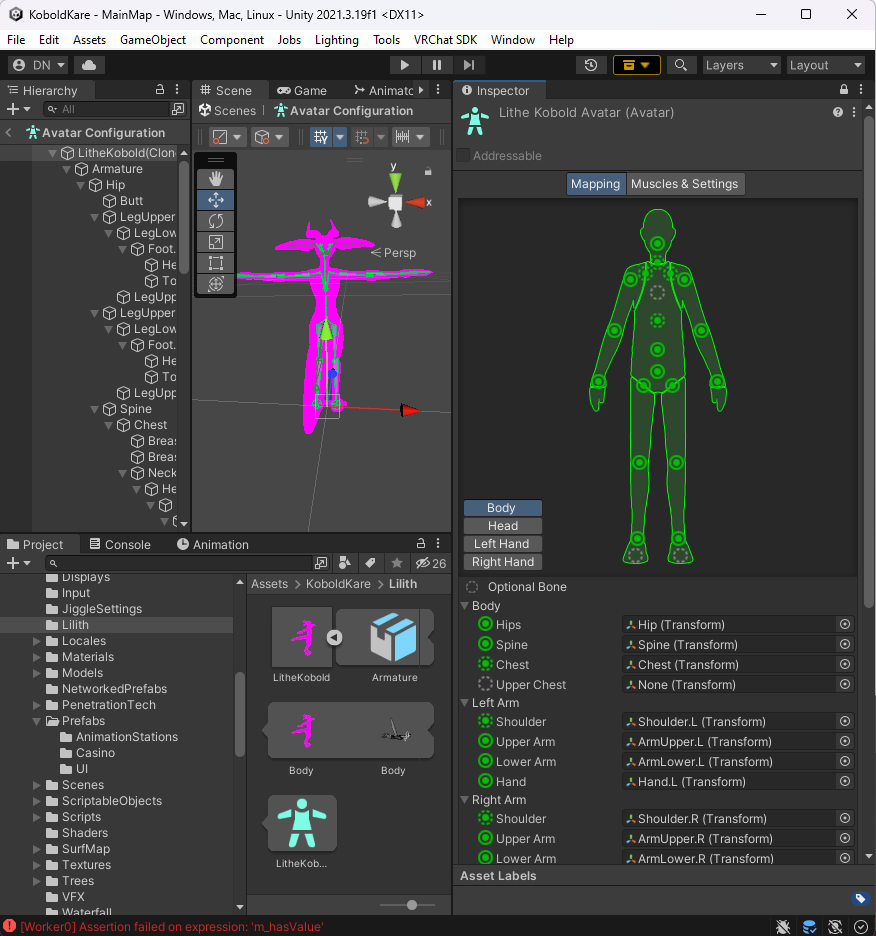 KoboldKare - MainMap - Windows, Mac, Linux - Unity 2021.3.19f1 <DX11>
File Edit Assets GameObject Component Jobs Lighting Tools VRChat SDK Window Help
DN Layers Layout
Hierarchy
All
Avatar Configuration
LitheKobold(Clon
Armature
Hip
Butt
LegUpper
LegLow
Foot.
He
To
LegUpp
LegUpper
LegLow
Foot.
He
To
LegUpp
Spine
Chest
Breas
Breas
Neck
He
Scene Game Animato
Scenes Avatar Configuration
y
x
Persp
Inspector
Lithe Kobold Avatar (Avatar)
Addressable
Mapping Muscles & Settings
Body
Head
Left Hand
Right Hand
Optional Bone
Body
Hips Hip (Transform)
Spine Spine (Transform)
Chest Chest (Transform)
Upper Chest None (Transform)
Left Arm
Shoulder Shoulder.L (Transform)
Upper Arm ArmUpper.L (Transform)
Lower Arm ArmLower.L (Transform)
Hand Hand.L (Transform)
Right Arm
Shoulder Shoulder.R (Transform)
Upper Arm ArmUpper.R (Transform)
Lower Arm ArmLower.R (Transform)
Asset Labels
Project Console Animation
26
Displays
Input
JiggleSettings
Lilith
Locales
Materials
Models
NetworkedPrefabs
PenetrationTech
Prefabs
AnimationStations
Casino
UI
Scenes
ScriptableObjects
Scripts
Shaders
SurfMap
Textures
Trees
VFX
Waterfall
Assets > KoboldKare > Lilith
LitheKobold Armature
Body Body
LitheKob...
[Worker0] Assertion failed on expression: 'm_hasValue'